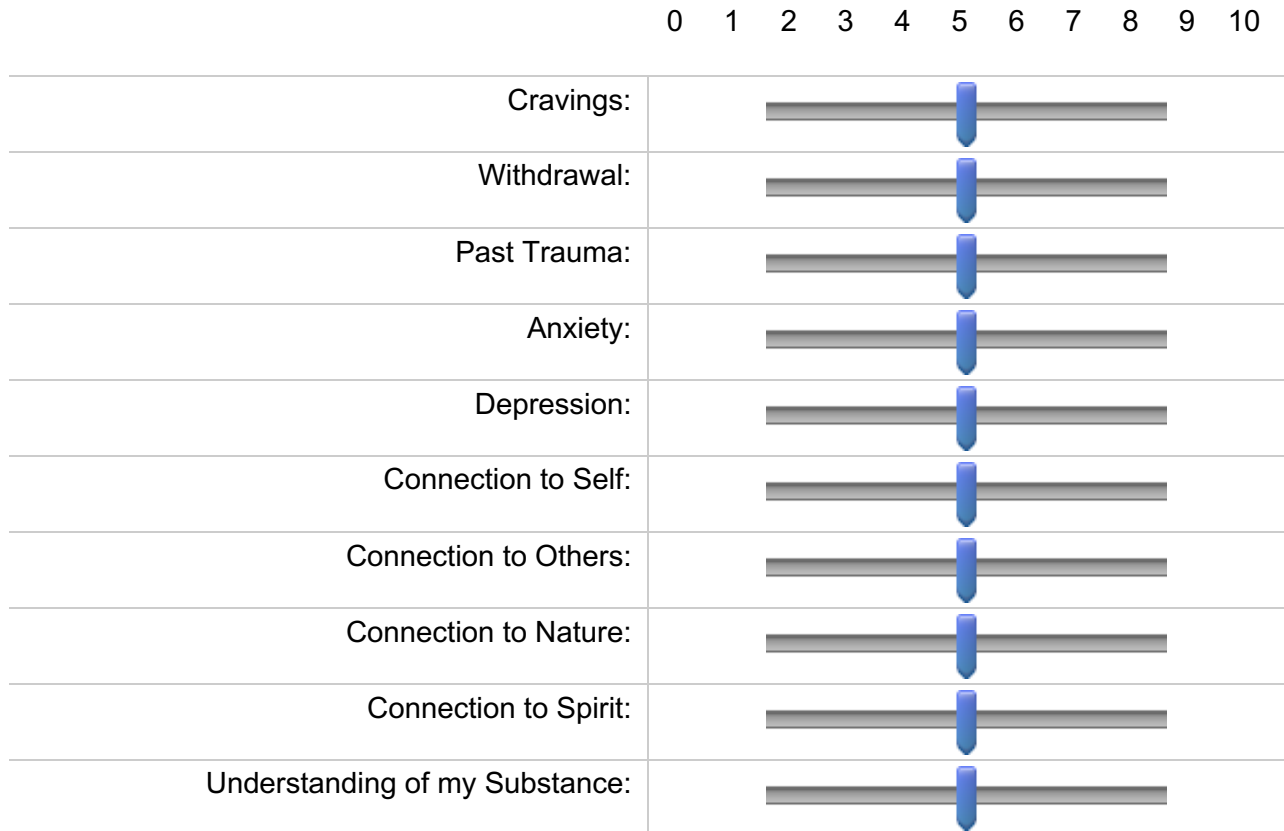 0 1 2 3 4 5 6 7 8 9 10
Cravings:
Withdrawal:
Past Trauma:
Anxiety:
Depression:
Connection to Self:
Connection to Others:
Connection to Nature:
Connection to Spirit:
Understanding of my Substance: